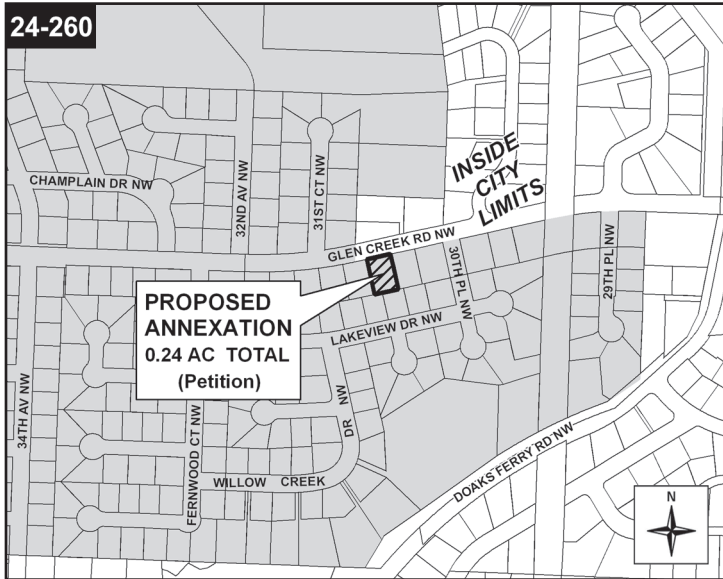 24-260
INSIDE
CITY
LIMITS
CHAMPLAIN DR NW
32ND AV NW
31ST CT NW
GLEN CREEK RD NW
30TH PL NW
29TH PL NW
PROPOSED
ANNEXATION
0.24 AC TOTAL
(Petition)
LAKEVIEW DR NW
34TH AV NW
FERNWOOD CT NW
WILLOW CREEK DR NW
DOAKS FERRY RD NW
N